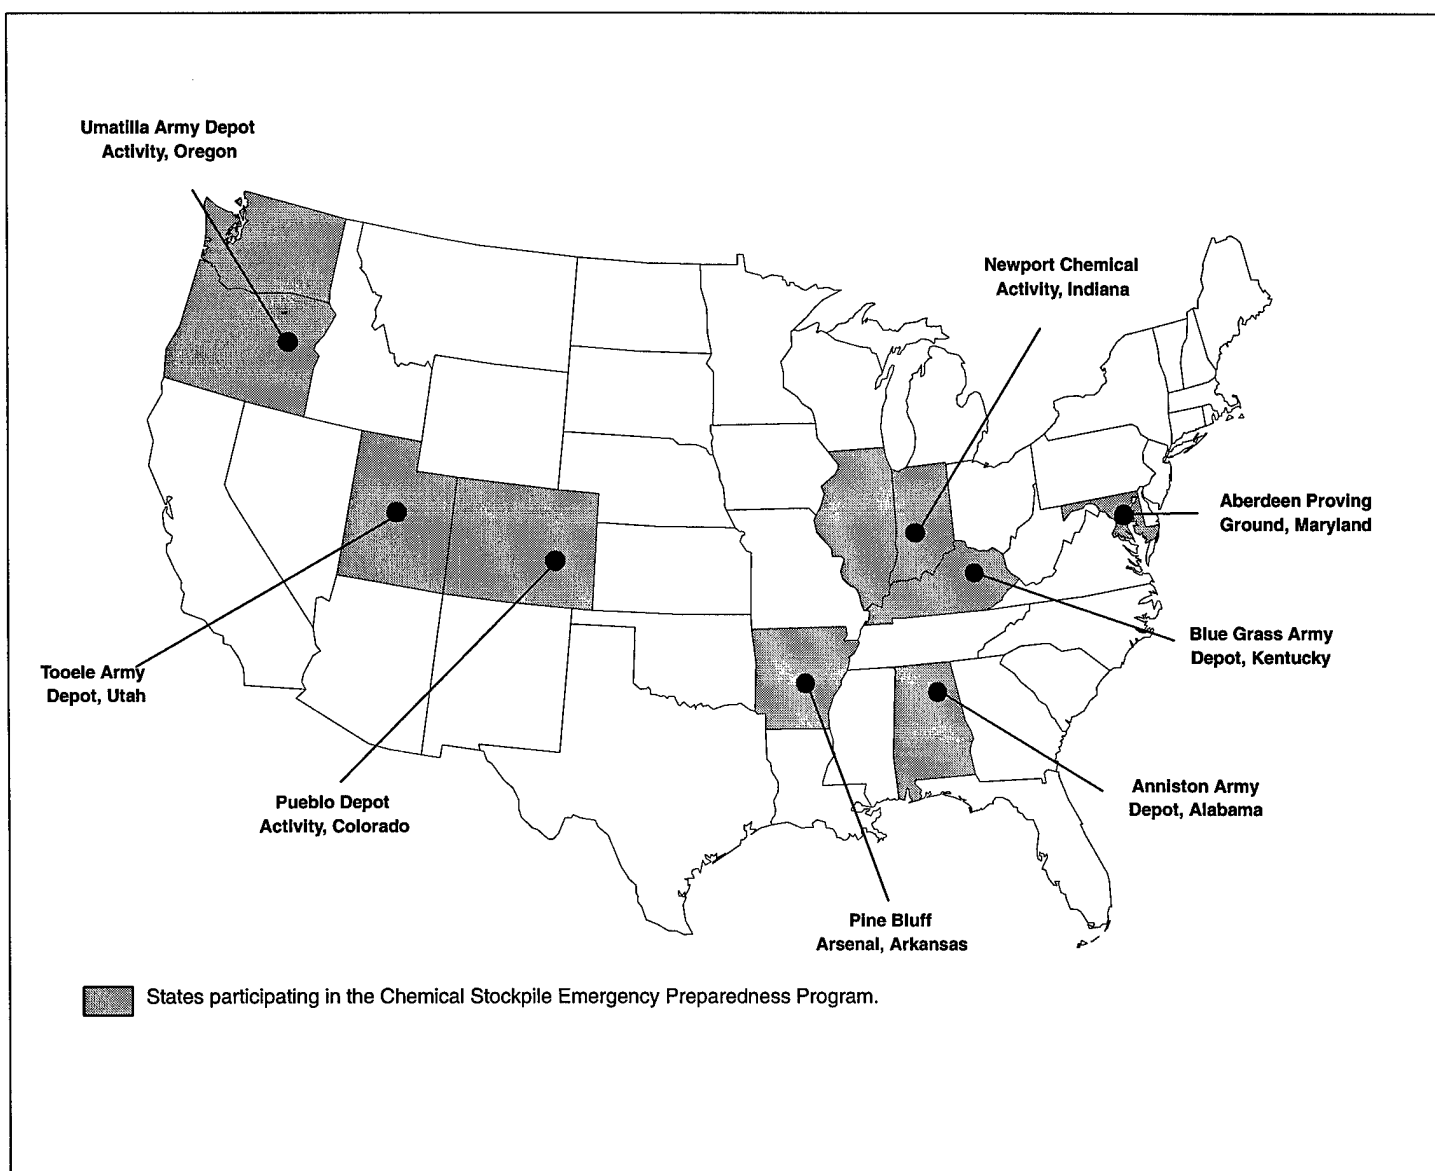 Umatilla Army Depot
Activity, Oregon
Newport Chemical
Activity, Indiana
Aberdeen Proving
Ground, Maryland
Blue Grass Army
Depot, Kentucky
Tooele Army
Depot, Utah
Anniston Army
Depot, Alabama
Pueblo Depot
Activity, Colorado
Pine Bluff
Arsenal, Arkansas
States participating in the Chemical Stockpile Emergency Preparedness Program.